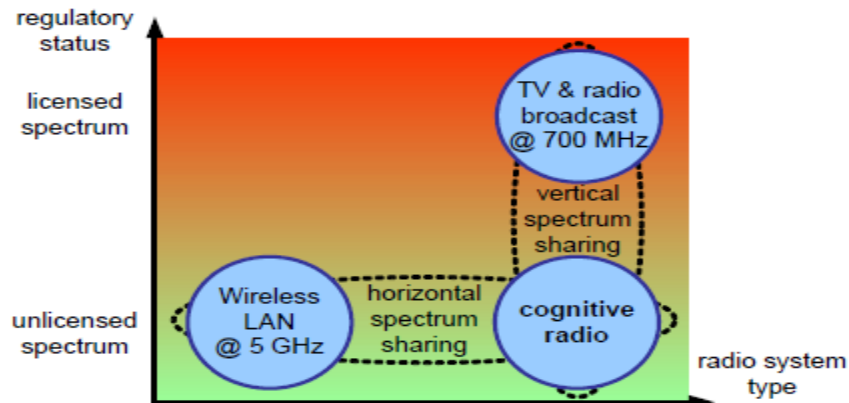 regulatory
status
licensed
spectrum
TV & radio
broadcast
@ 700 MHz
vertical
spectrum
sharing
unlicensed
spectrum
Wireless
LAN
@ 5 GHz
horizontal
spectrum
sharing
cognitive
radio
radio system
type